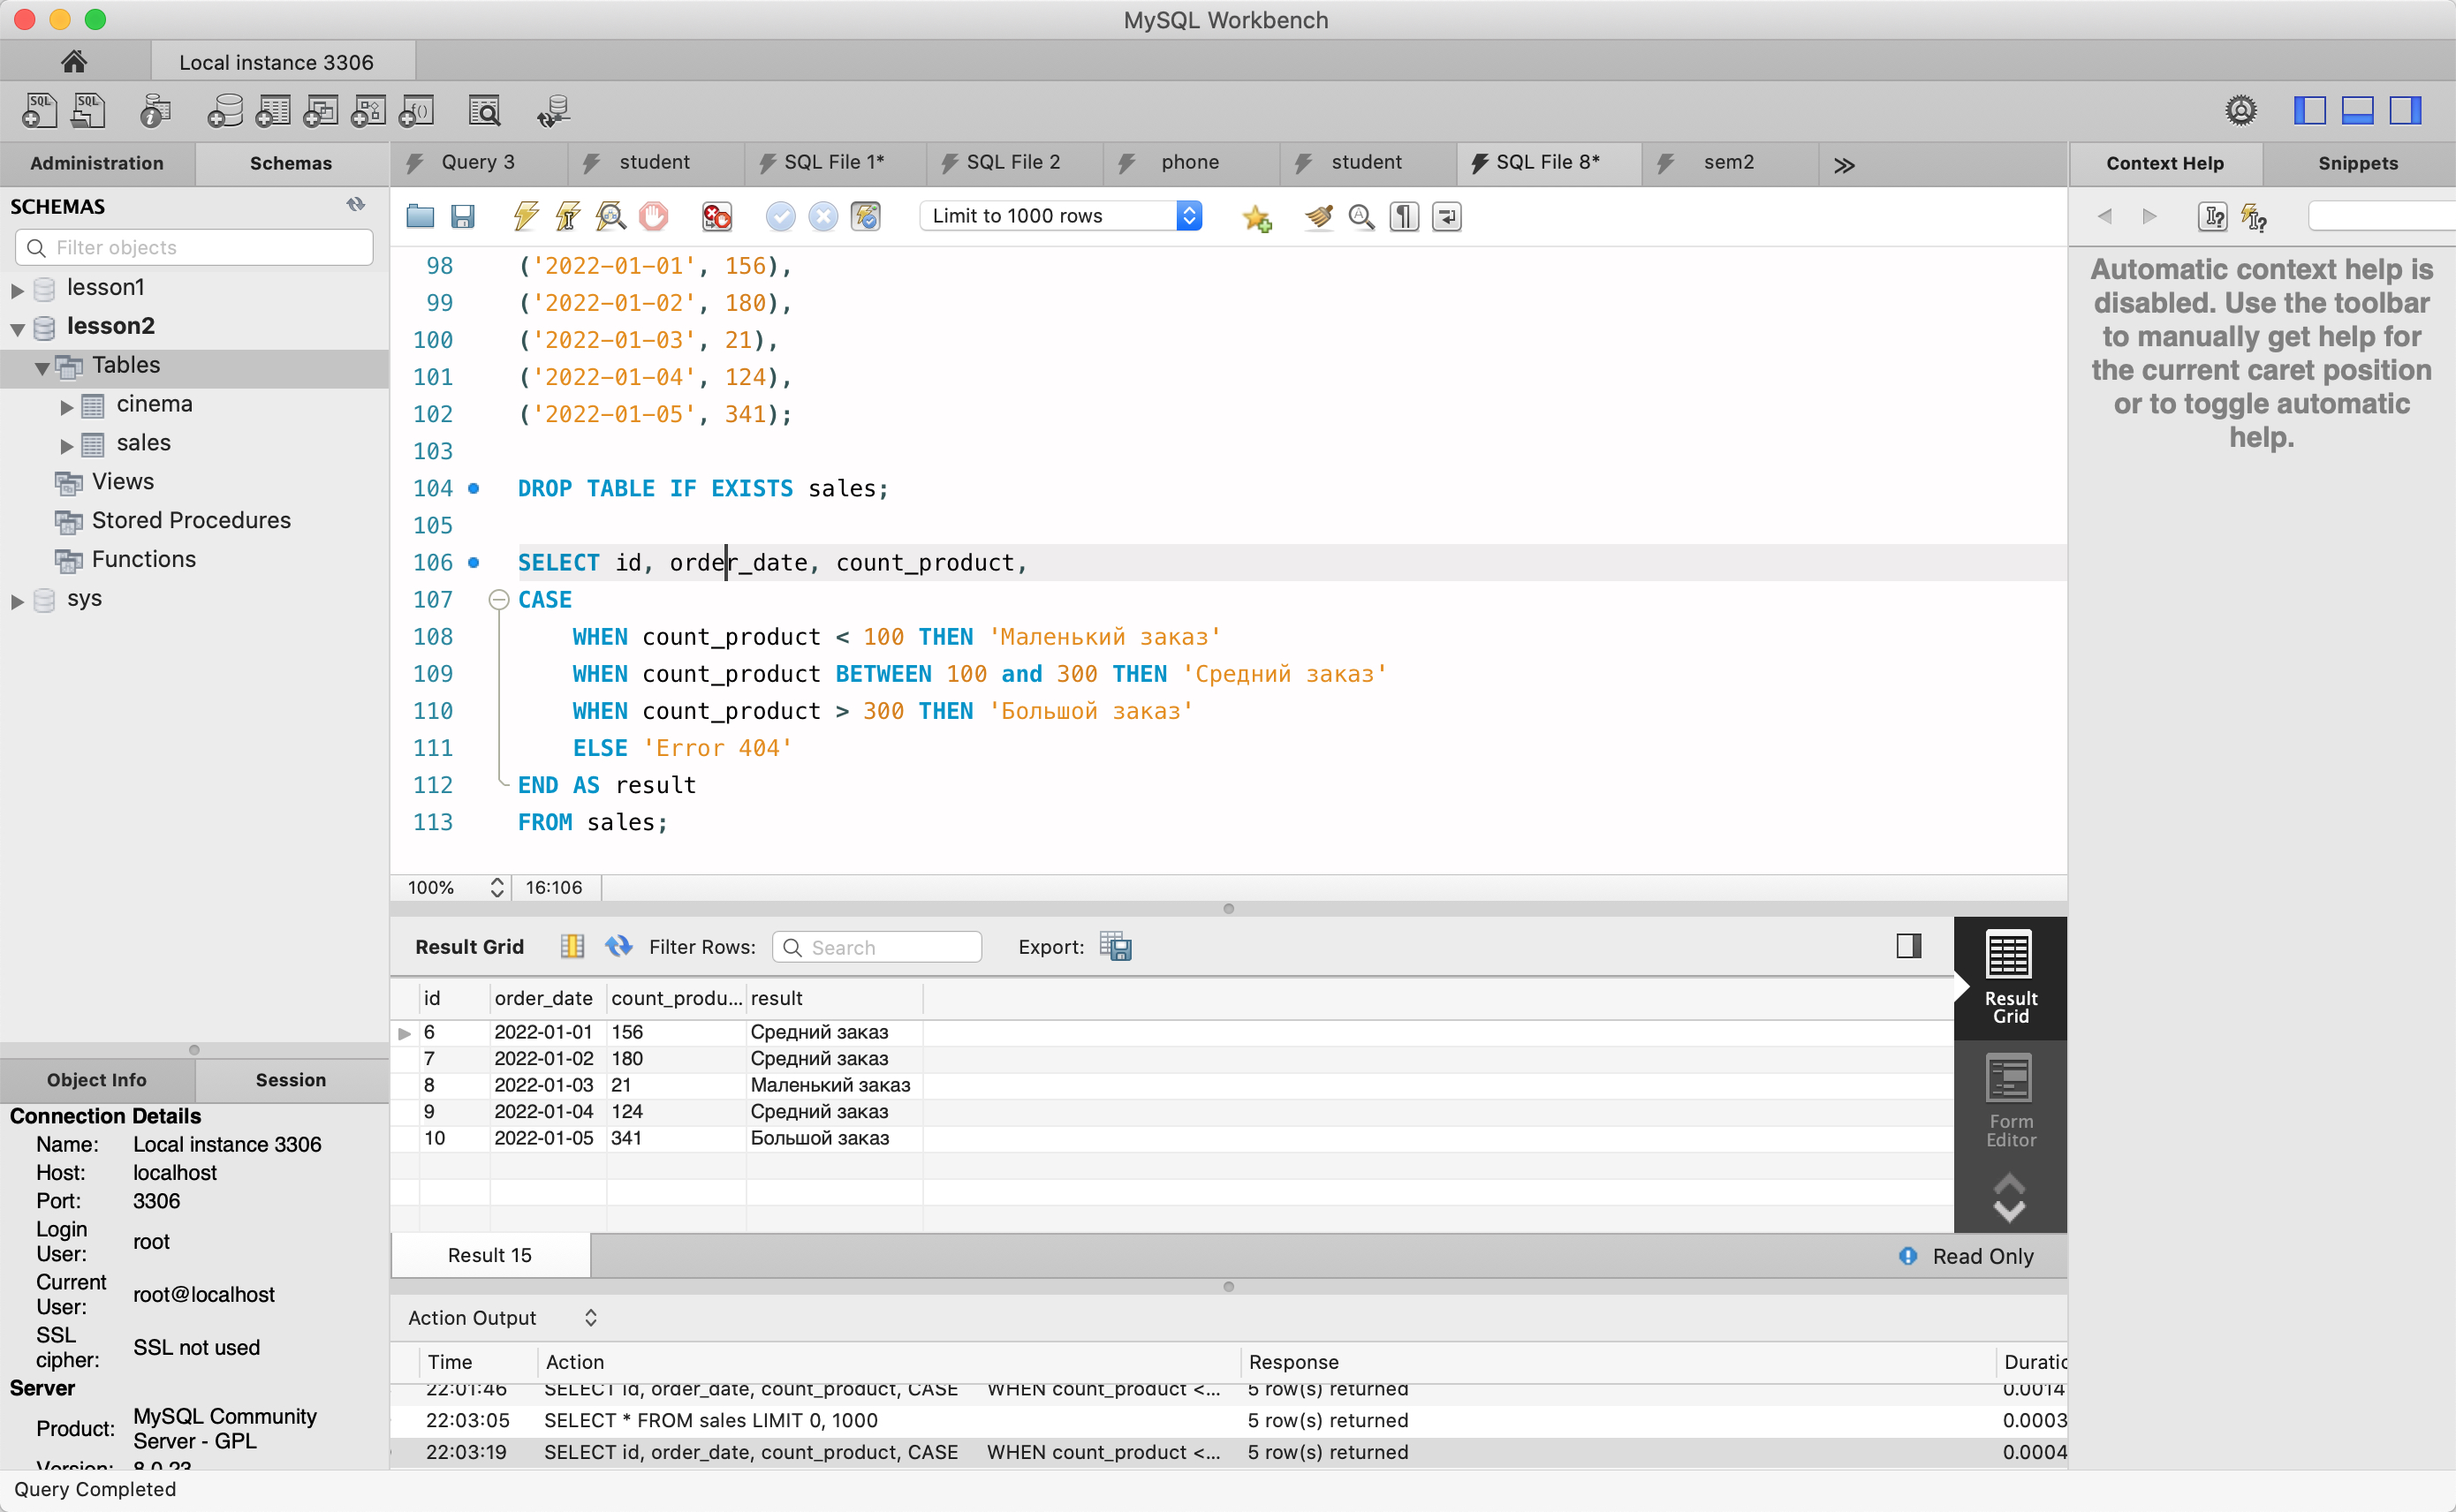 MySQL Workbench
Local instance 3306
Administration
Schemas
SCHEMAS
Filter objects
lesson1
lesson2
Tables
cinema
sales
Views
Stored Procedures
Functions
sys
Object Info
Session
Connection Details
Name: Local instance 3306
Host: localhost
Port: 3306
Login User: root
Current User: root@localhost
SSL cipher: SSL not used
Server
Product: MySQL Community Server - GPL
Version: 8.0.23
Query Completed
Query 3
student
SQL File 1*
SQL File 2
phone
student
SQL File 8*
sem2
Limit to 1000 rows
98 ('2022-01-01', 156),
99 ('2022-01-02', 180),
100 ('2022-01-03', 21),
101 ('2022-01-04', 124),
102 ('2022-01-05', 341);
103
104 DROP TABLE IF EXISTS sales;
105
106 SELECT id, order_date, count_product,
107 CASE
108 WHEN count_product < 100 THEN 'Маленький заказ'
109 WHEN count_product BETWEEN 100 and 300 THEN 'Средний заказ'
110 WHEN count_product > 300 THEN 'Большой заказ'
111 ELSE 'Error 404'
112 END AS result
113 FROM sales;
100% 16:106
Result Grid
Filter Rows:
Search
Export:
id order_date count_produ... result
6 2022-01-01 156 Средний заказ
7 2022-01-02 180 Средний заказ
8 2022-01-03 21 Маленький заказ
9 2022-01-04 124 Средний заказ
10 2022-01-05 341 Большой заказ
Result
Grid
Form
Editor
Result 15
Read Only
Action Output
Time Action Response Duratic
22:01:46 SELECT id, order_date, count_product, CASE WHEN count_product <... 5 row(s) returned 0.0014
22:03:05 SELECT * FROM sales LIMIT 0, 1000 5 row(s) returned 0.0003
22:03:19 SELECT id, order_date, count_product, CASE WHEN count_product <... 5 row(s) returned 0.0004
Context Help
Snippets
Automatic context help is
disabled. Use the toolbar
to manually get help for
the current caret position
or to toggle automatic
help.